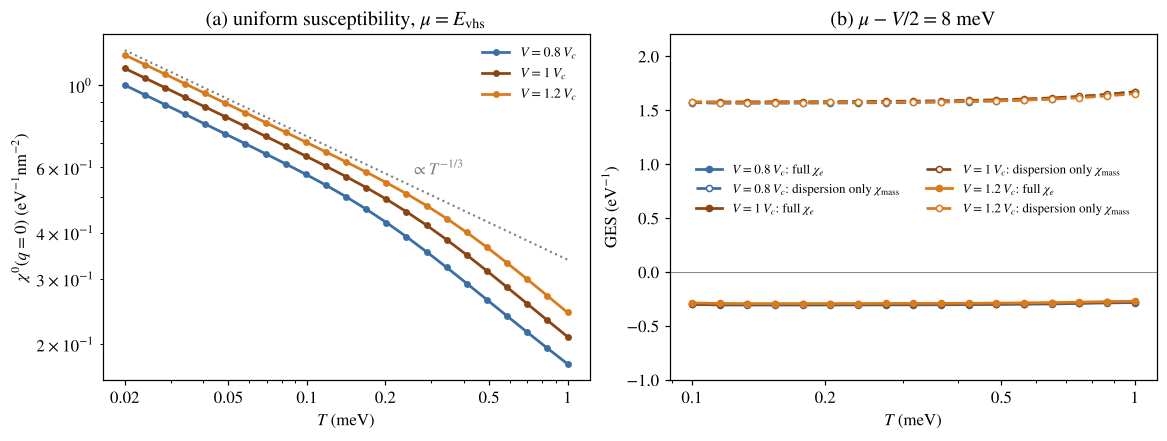 (a) uniform susceptibility, μ = E_vhs
χ⁰(q = 0) (eV⁻¹nm⁻²)
10⁰
6 × 10⁻¹
4 × 10⁻¹
3 × 10⁻¹
2 × 10⁻¹
V = 0.8 V_c
V = 1 V_c
V = 1.2 V_c
∝ T^{−1/3}
0.02 0.05 0.1 0.2 0.5 1
T (meV)
(b) μ − V/2 = 8 meV
GES (eV⁻¹)
2.0
1.5
1.0
0.5
0.0
−0.5
−1.0
V = 0.8 V_c: full χ_e
V = 0.8 V_c: dispersion only χ_mass
V = 1 V_c: full χ_e
V = 1 V_c: dispersion only χ_mass
V = 1.2 V_c: full χ_e
V = 1.2 V_c: dispersion only χ_mass
0.1 0.2 0.5 1
T (meV)